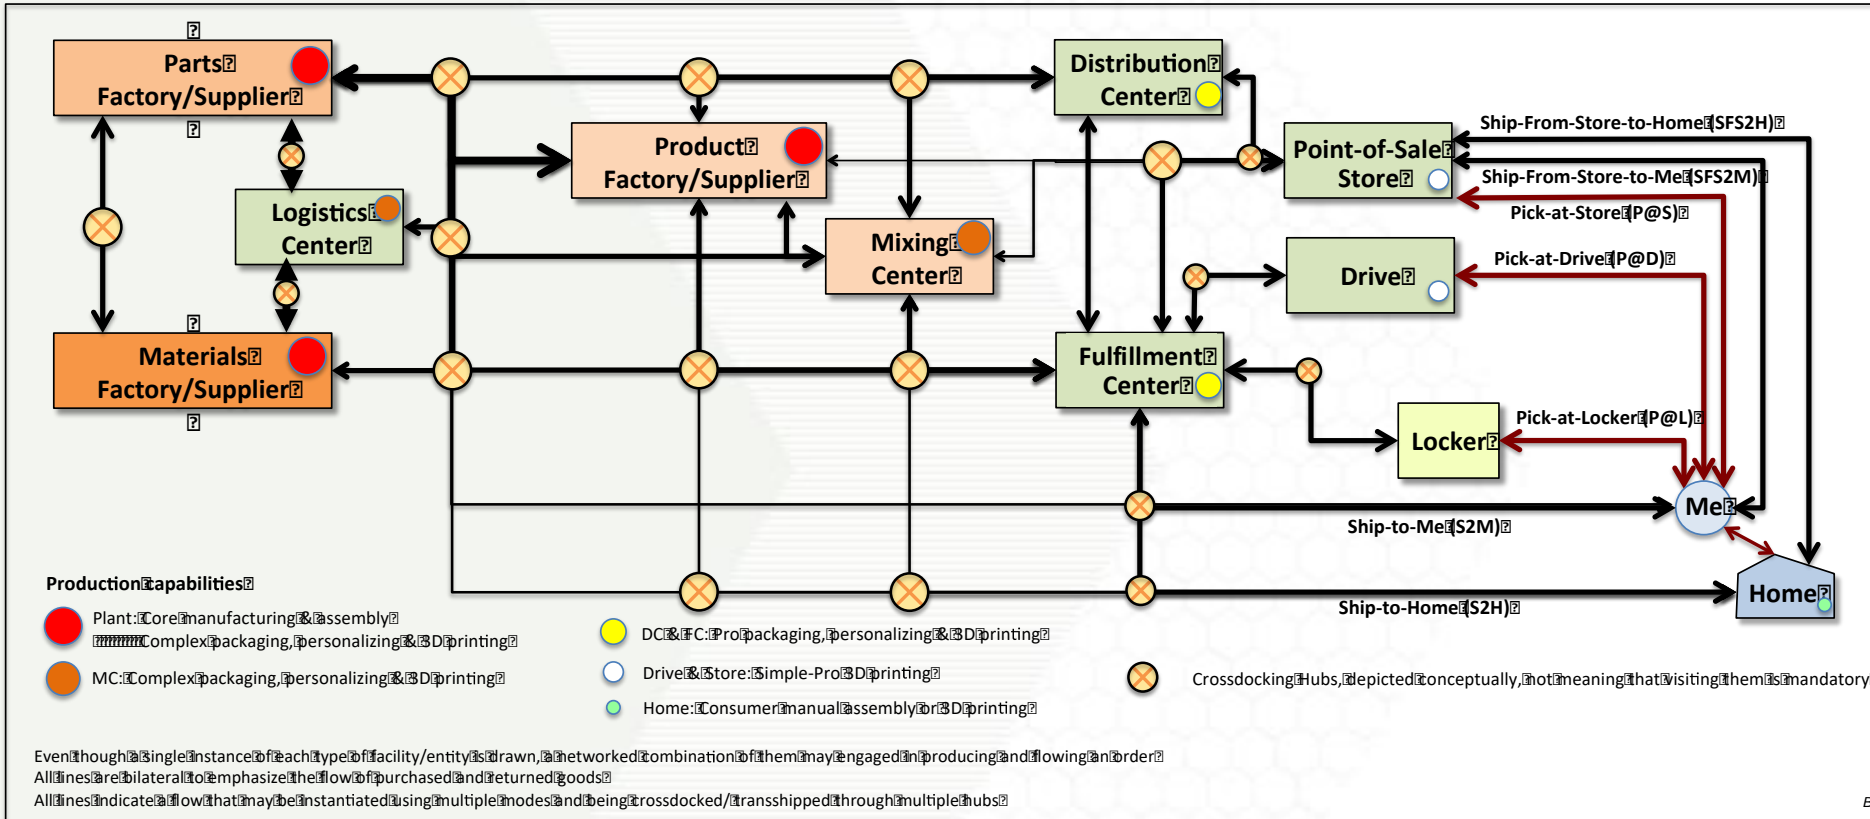 Parts
Factory/Supplier
Distribution
Center
Product
Factory/Supplier
Point-of-Sale
Store
Ship-From-Store-to-Home (SFS2H)
Ship-From-Store-to-Me (SFS2M)
Pick-at-Store (P@S)
Logistics
Center
Mixing
Center
Drive
Pick-at-Drive (P@D)
Materials
Factory/Supplier
Fulfillment
Center
Locker
Pick-at-Locker (P@L)
Me
Ship-to-Me (S2M)
Home
Ship-to-Home (S2H)
Production capabilities
Plant: Core manufacturing & assembly
Complex packaging, personalizing & 3D printing
MC: Complex packaging, personalizing & 3D printing
DC & FC: Pro packaging, personalizing & 3D printing
Drive & Store: Simple-Pro 3D printing
Home: Consumer manual assembly or 3D printing
Crossdocking Hubs, depicted conceptually, not meaning that visiting them is mandatory
Even though a single instance of each type of facility/entity is drawn, a networked combination of them may engaged in producing and flowing an order
All lines are bilateral to emphasize the flow of purchased and returned goods
All lines indicate a flow that may be instantiated using multiple modes and being crossdocked/ transshipped through multiple hubs
B